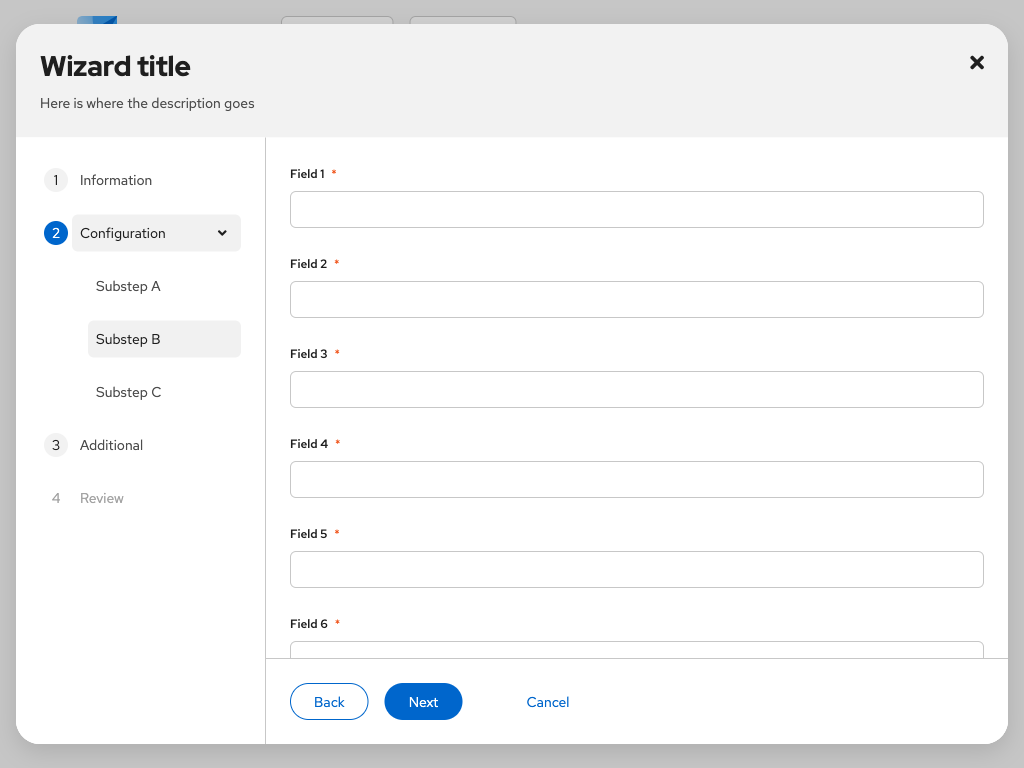 Wizard title
Here is where the description goes
1 Information
2 Configuration
Substep A
Substep B
Substep C
3 Additional
4 Review
Field 1 *
Field 2 *
Field 3 *
Field 4 *
Field 5 *
Field 6 *
Back Next Cancel